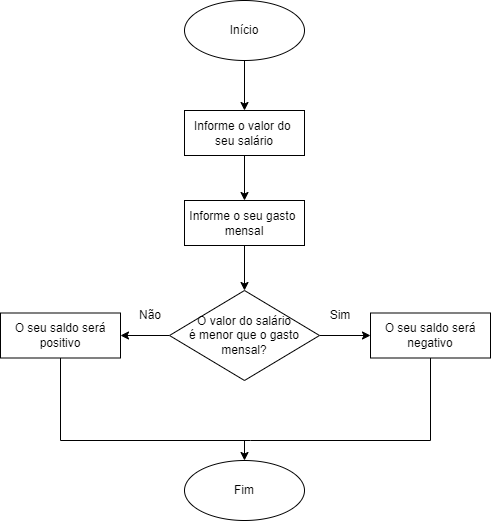 Início
Informe o valor do
seu salário
Informe o seu gasto
mensal
Não
O valor do salário
é menor que o gasto
mensal?
Sim
O seu saldo será
positivo
O seu saldo será
negativo
Fim